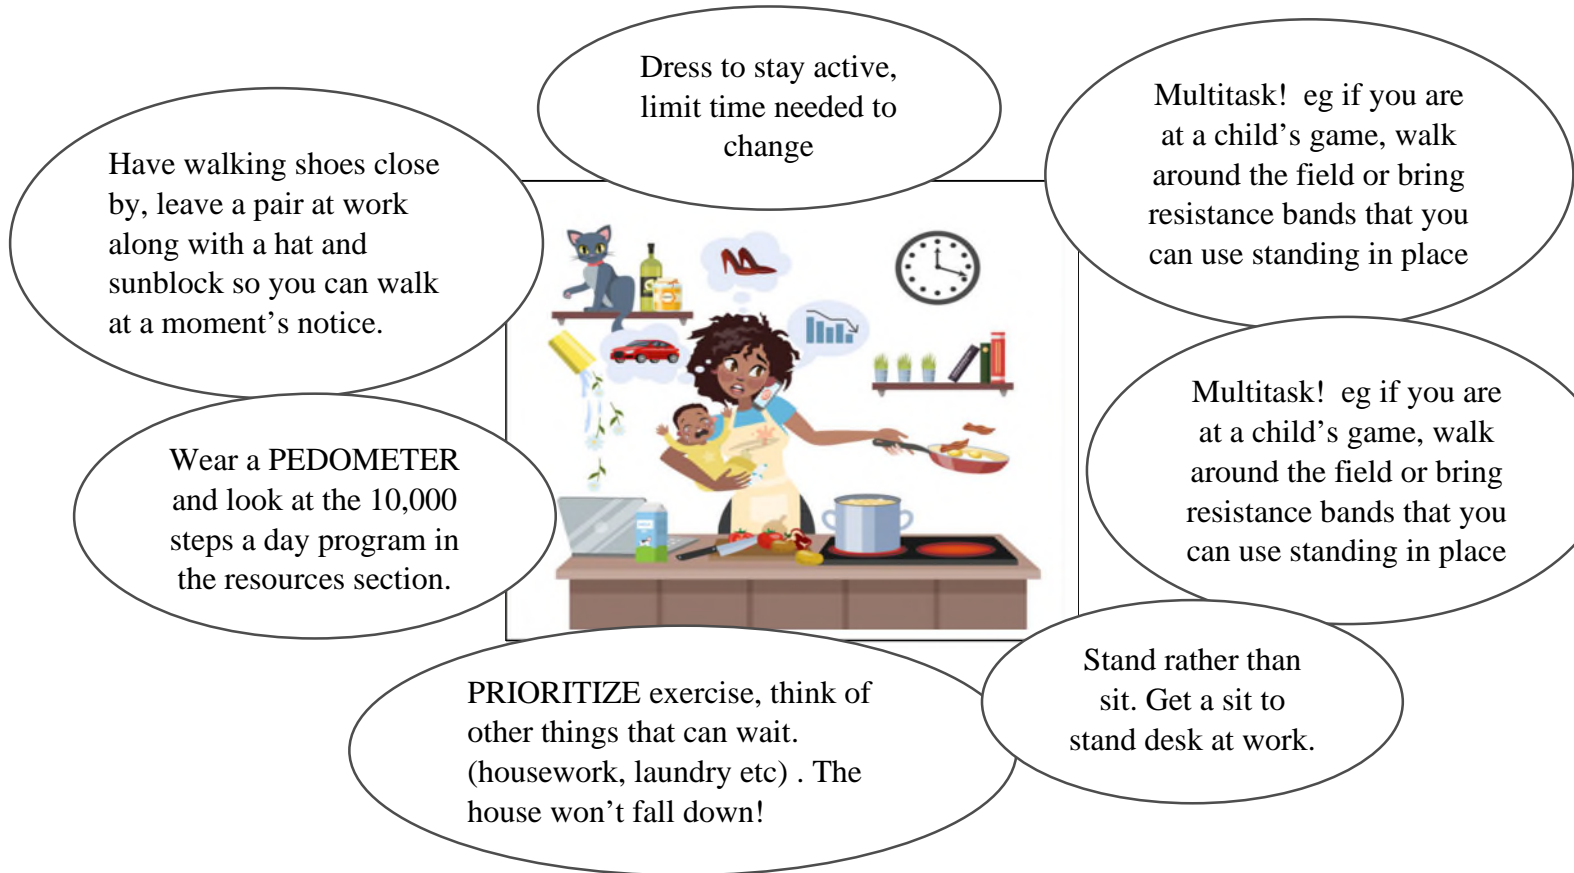 Dress to stay active,
limit time needed to
change
Have walking shoes close
by, leave a pair at work
along with a hat and
sunblock so you can walk
at a moment’s notice.
Multitask!  eg if you are
at a child’s game, walk
around the field or bring
resistance bands that you
can use standing in place
Wear a PEDOMETER
and look at the 10,000
steps a day program in
the resources section.
Multitask!  eg if you are
at a child’s game, walk
around the field or bring
resistance bands that you
can use standing in place
PRIORITIZE exercise, think of
other things that can wait.
(housework, laundry etc) . The
house won’t fall down!
Stand rather than
sit. Get a sit to
stand desk at work.